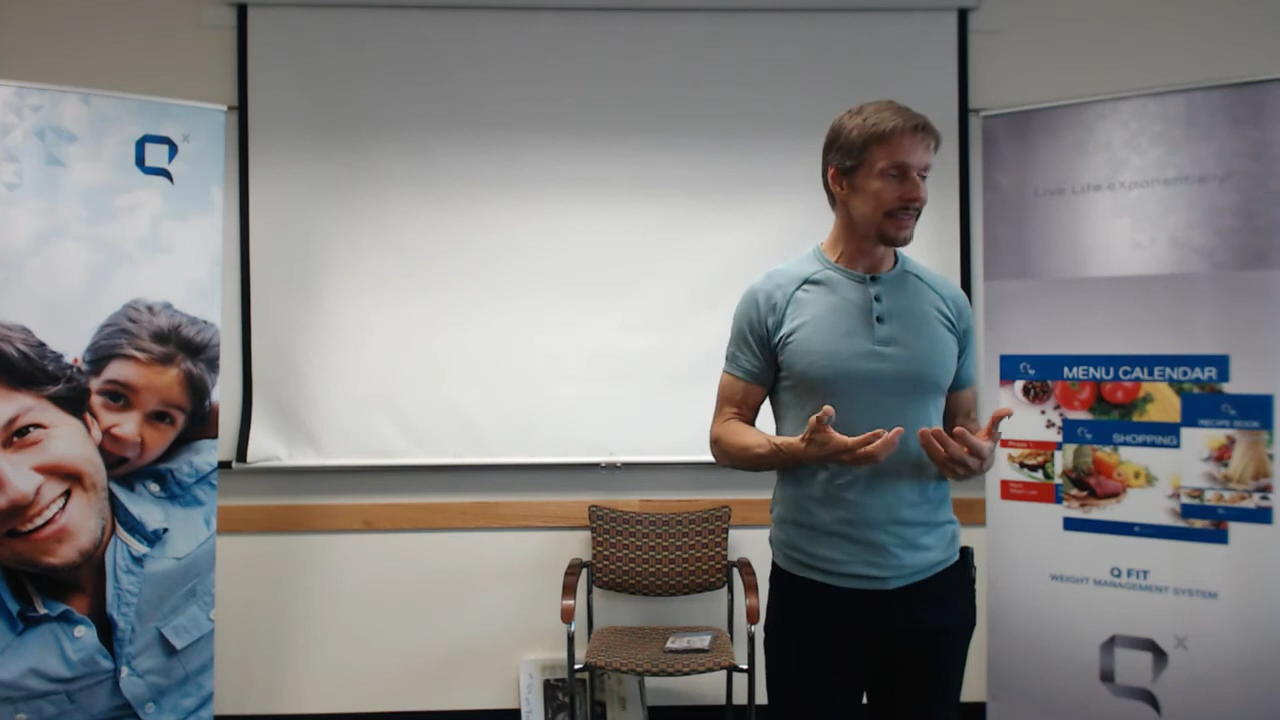 Q x
Live Life eXponentially
MENU CALENDAR
RECIPE BOOK
SHOPPING
Q FIT
WEIGHT MANAGEMENT SYSTEM
Q x